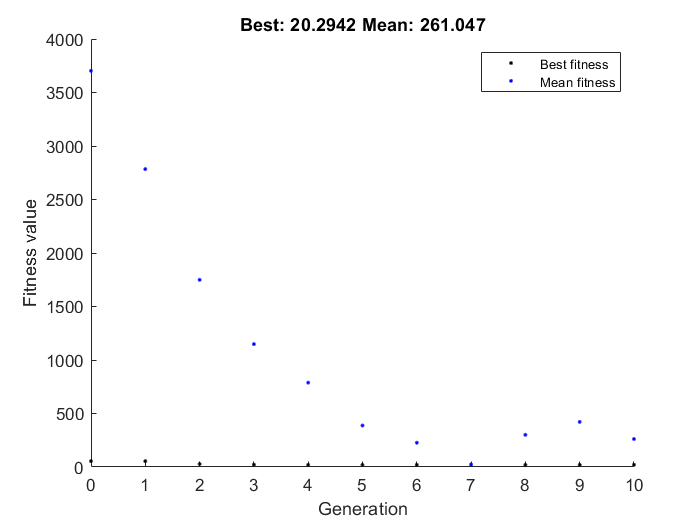 Best: 20.2942 Mean: 261.047
4000
3500
3000
2500
2000
1500
1000
500
0
Fitness value
Best fitness
Mean fitness
0 1 2 3 4 5 6 7 8 9 10
Generation